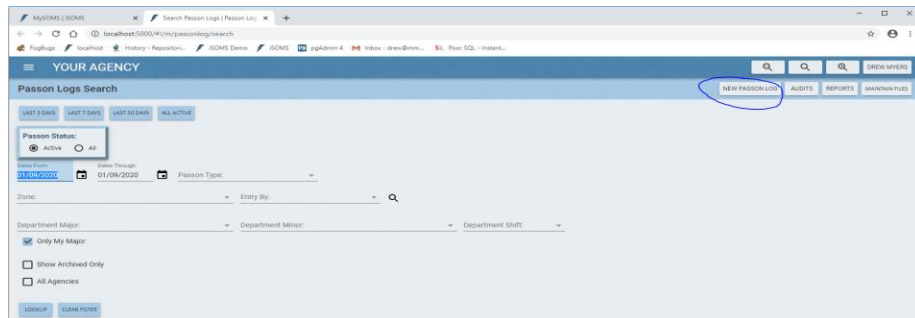 MySOMS | iSOMS
Search Passon Logs | Passon Log
localhost:5000/#!/m/passonlog/search
FogBugz localhost History - Repositori... iSOMS Demo iSOMS pgAdmin 4 Inbox - drew@mm... Poor SQL - Instant...
YOUR AGENCY DREW MYERS
Passon Logs Search NEW PASSON LOG AUDITS REPORTS MAINTAIN FILES
LAST 3 DAYS LAST 7 DAYS LAST 30 DAYS ALL ACTIVE
Passon Status:
Active All
Dates From: Dates Through:
01/09/2020 01/09/2020 Passon Type:
Zone: Entry By:
Department Major: Department Minor: Department Shift:
Only My Major
Show Archived Only
All Agencies
LOOKUP CLEAR FILTER